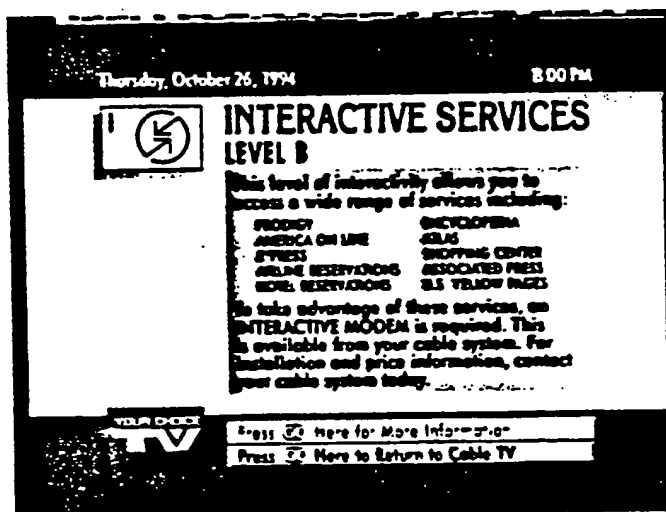 Thursday, October 26, 1994
8:00 PM
INTERACTIVE SERVICES
LEVEL B
This level of interactivity allows you to
access a wide range of services including:
PRODIGY ENCYCLOPEDIA
AMERICA ON LINE ATLAS
X*PRESS SHOPPING CENTER
AIRLINE RESERVATIONS ASSOCIATED PRESS
HOTEL RESERVATIONS U.S. YELLOW PAGES
To take advantage of these services, an
INTERACTIVE MODEM is required. This
is available from your cable system. For
installation and price information, contact
your cable system today.
YOUR CHOICE
TV
Press Here for More Information
Press Here to Return to Cable TV